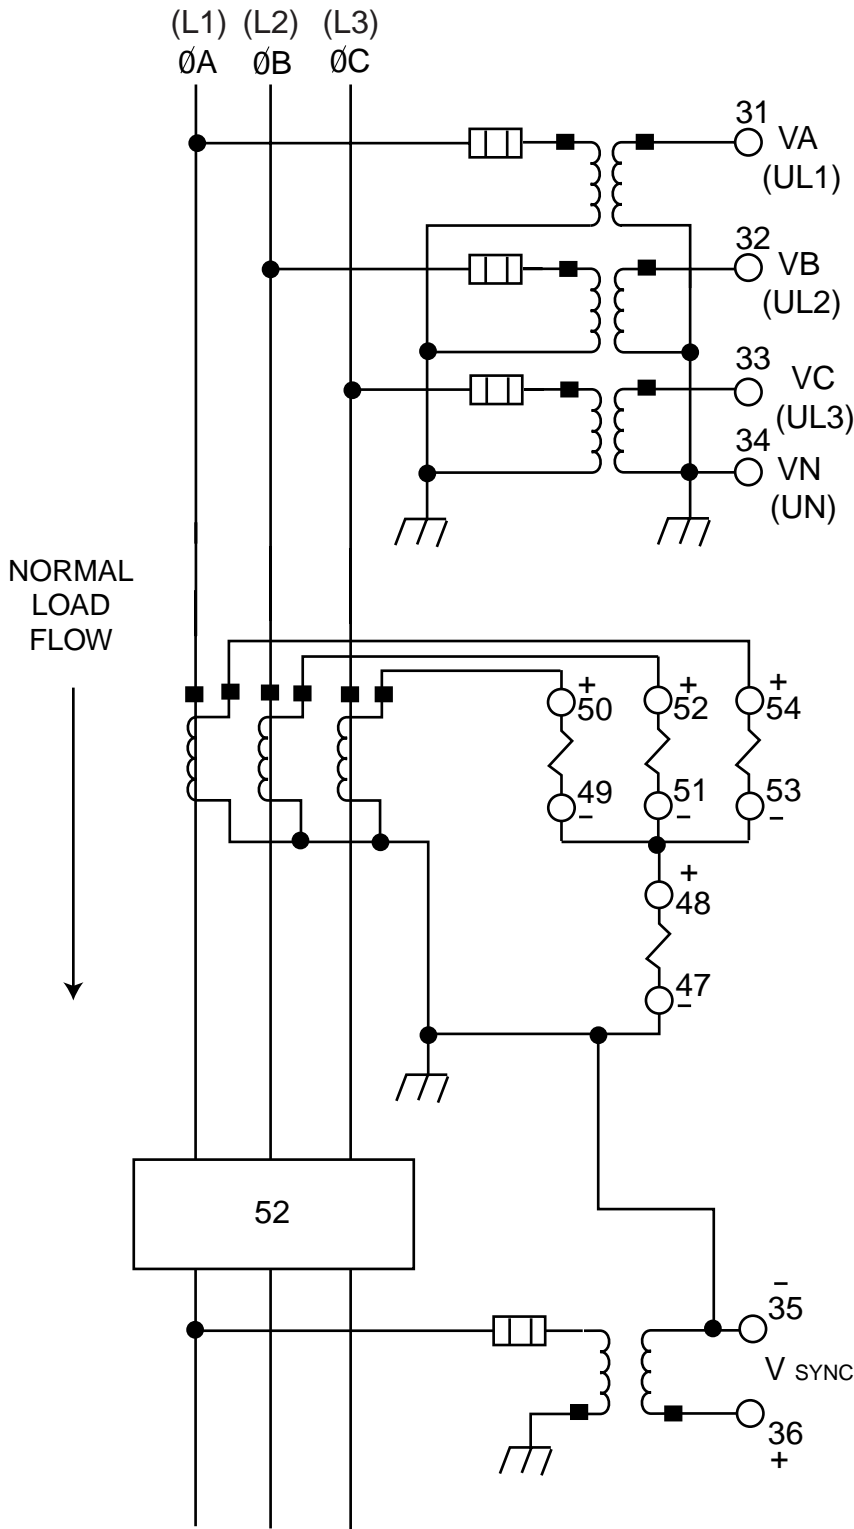 (L1) (L2) (L3)
ØA ØB ØC
31
VA
(UL1)
32
VB
(UL2)
33
VC
(UL3)
34
VN
(UN)
NORMAL
LOAD
FLOW
+ + +
50 52 54
49 51 53
− − −
+
48
47
−
52
−
35
V SYNC
36
+